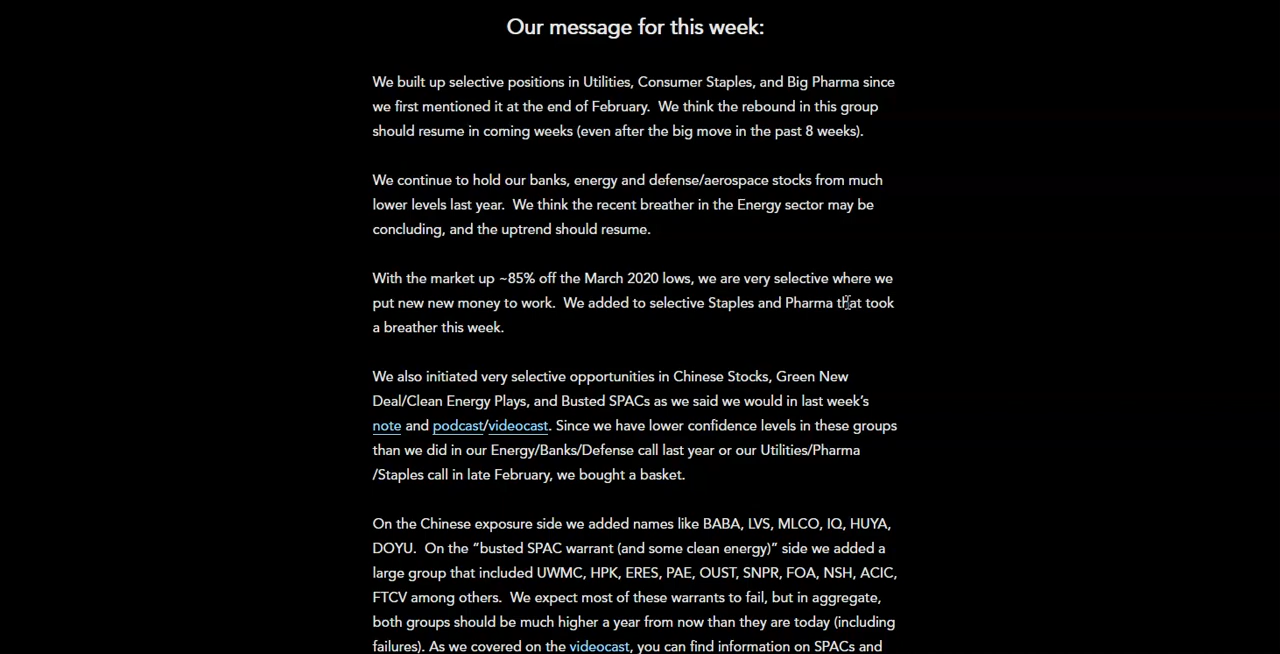 Our message for this week:
We built up selective positions in Utilities, Consumer Staples, and Big Pharma since
we first mentioned it at the end of February. We think the rebound in this group
should resume in coming weeks (even after the big move in the past 8 weeks).
We continue to hold our banks, energy and defense/aerospace stocks from much
lower levels last year. We think the recent breather in the Energy sector may be
concluding, and the uptrend should resume.
With the market up ~85% off the March 2020 lows, we are very selective where we
put new new money to work. We added to selective Staples and Pharma that took
a breather this week.
We also initiated very selective opportunities in Chinese Stocks, Green New
Deal/Clean Energy Plays, and Busted SPACs as we said we would in last week's
note and podcast/videocast. Since we have lower confidence levels in these groups
than we did in our Energy/Banks/Defense call last year or our Utilities/Pharma
/Staples call in late February, we bought a basket.
On the Chinese exposure side we added names like BABA, LVS, MLCO, IQ, HUYA,
DOYU. On the “busted SPAC warrant (and some clean energy)” side we added a
large group that included UWMC, HPK, ERES, PAE, OUST, SNPR, FOA, NSH, ACIC,
FTCV among others. We expect most of these warrants to fail, but in aggregate,
both groups should be much higher a year from now than they are today (including
failures). As we covered on the videocast, you can find information on SPACs and